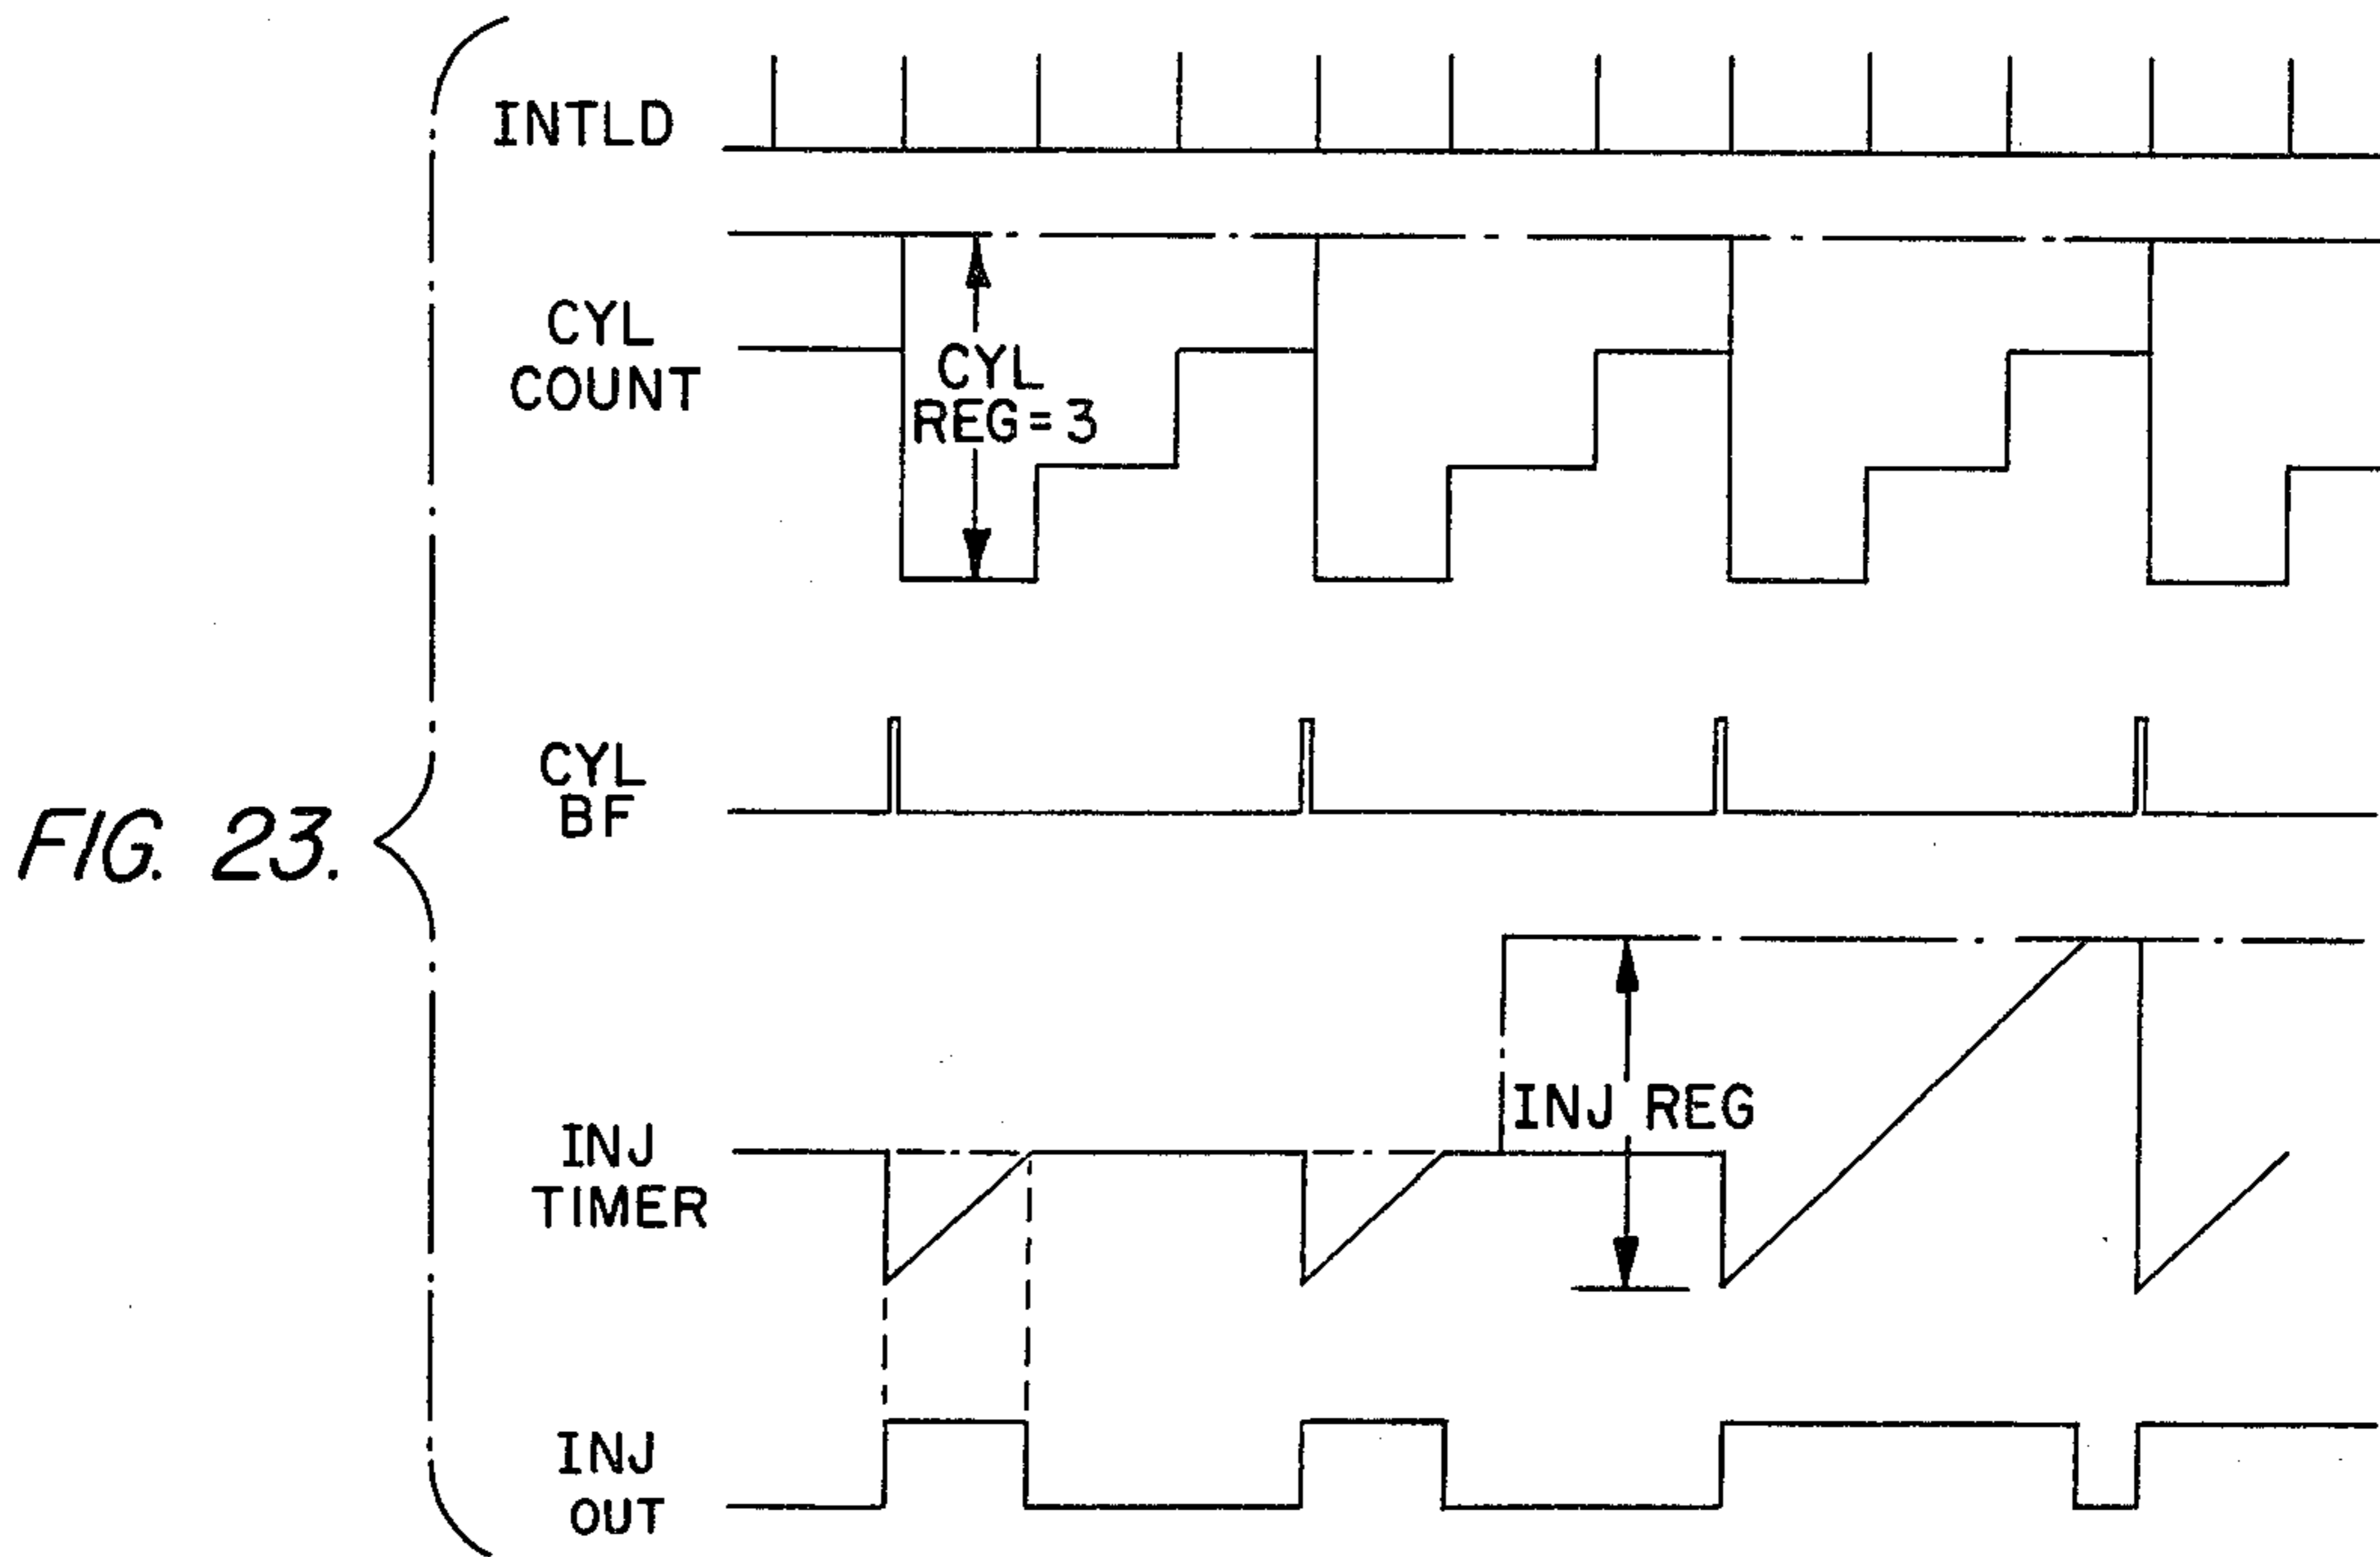 INTLD
CYL
COUNT
CYL
REG=3
CYL
BF
FIG. 23.
INJ REG
INJ
TIMER
INJ
OUT